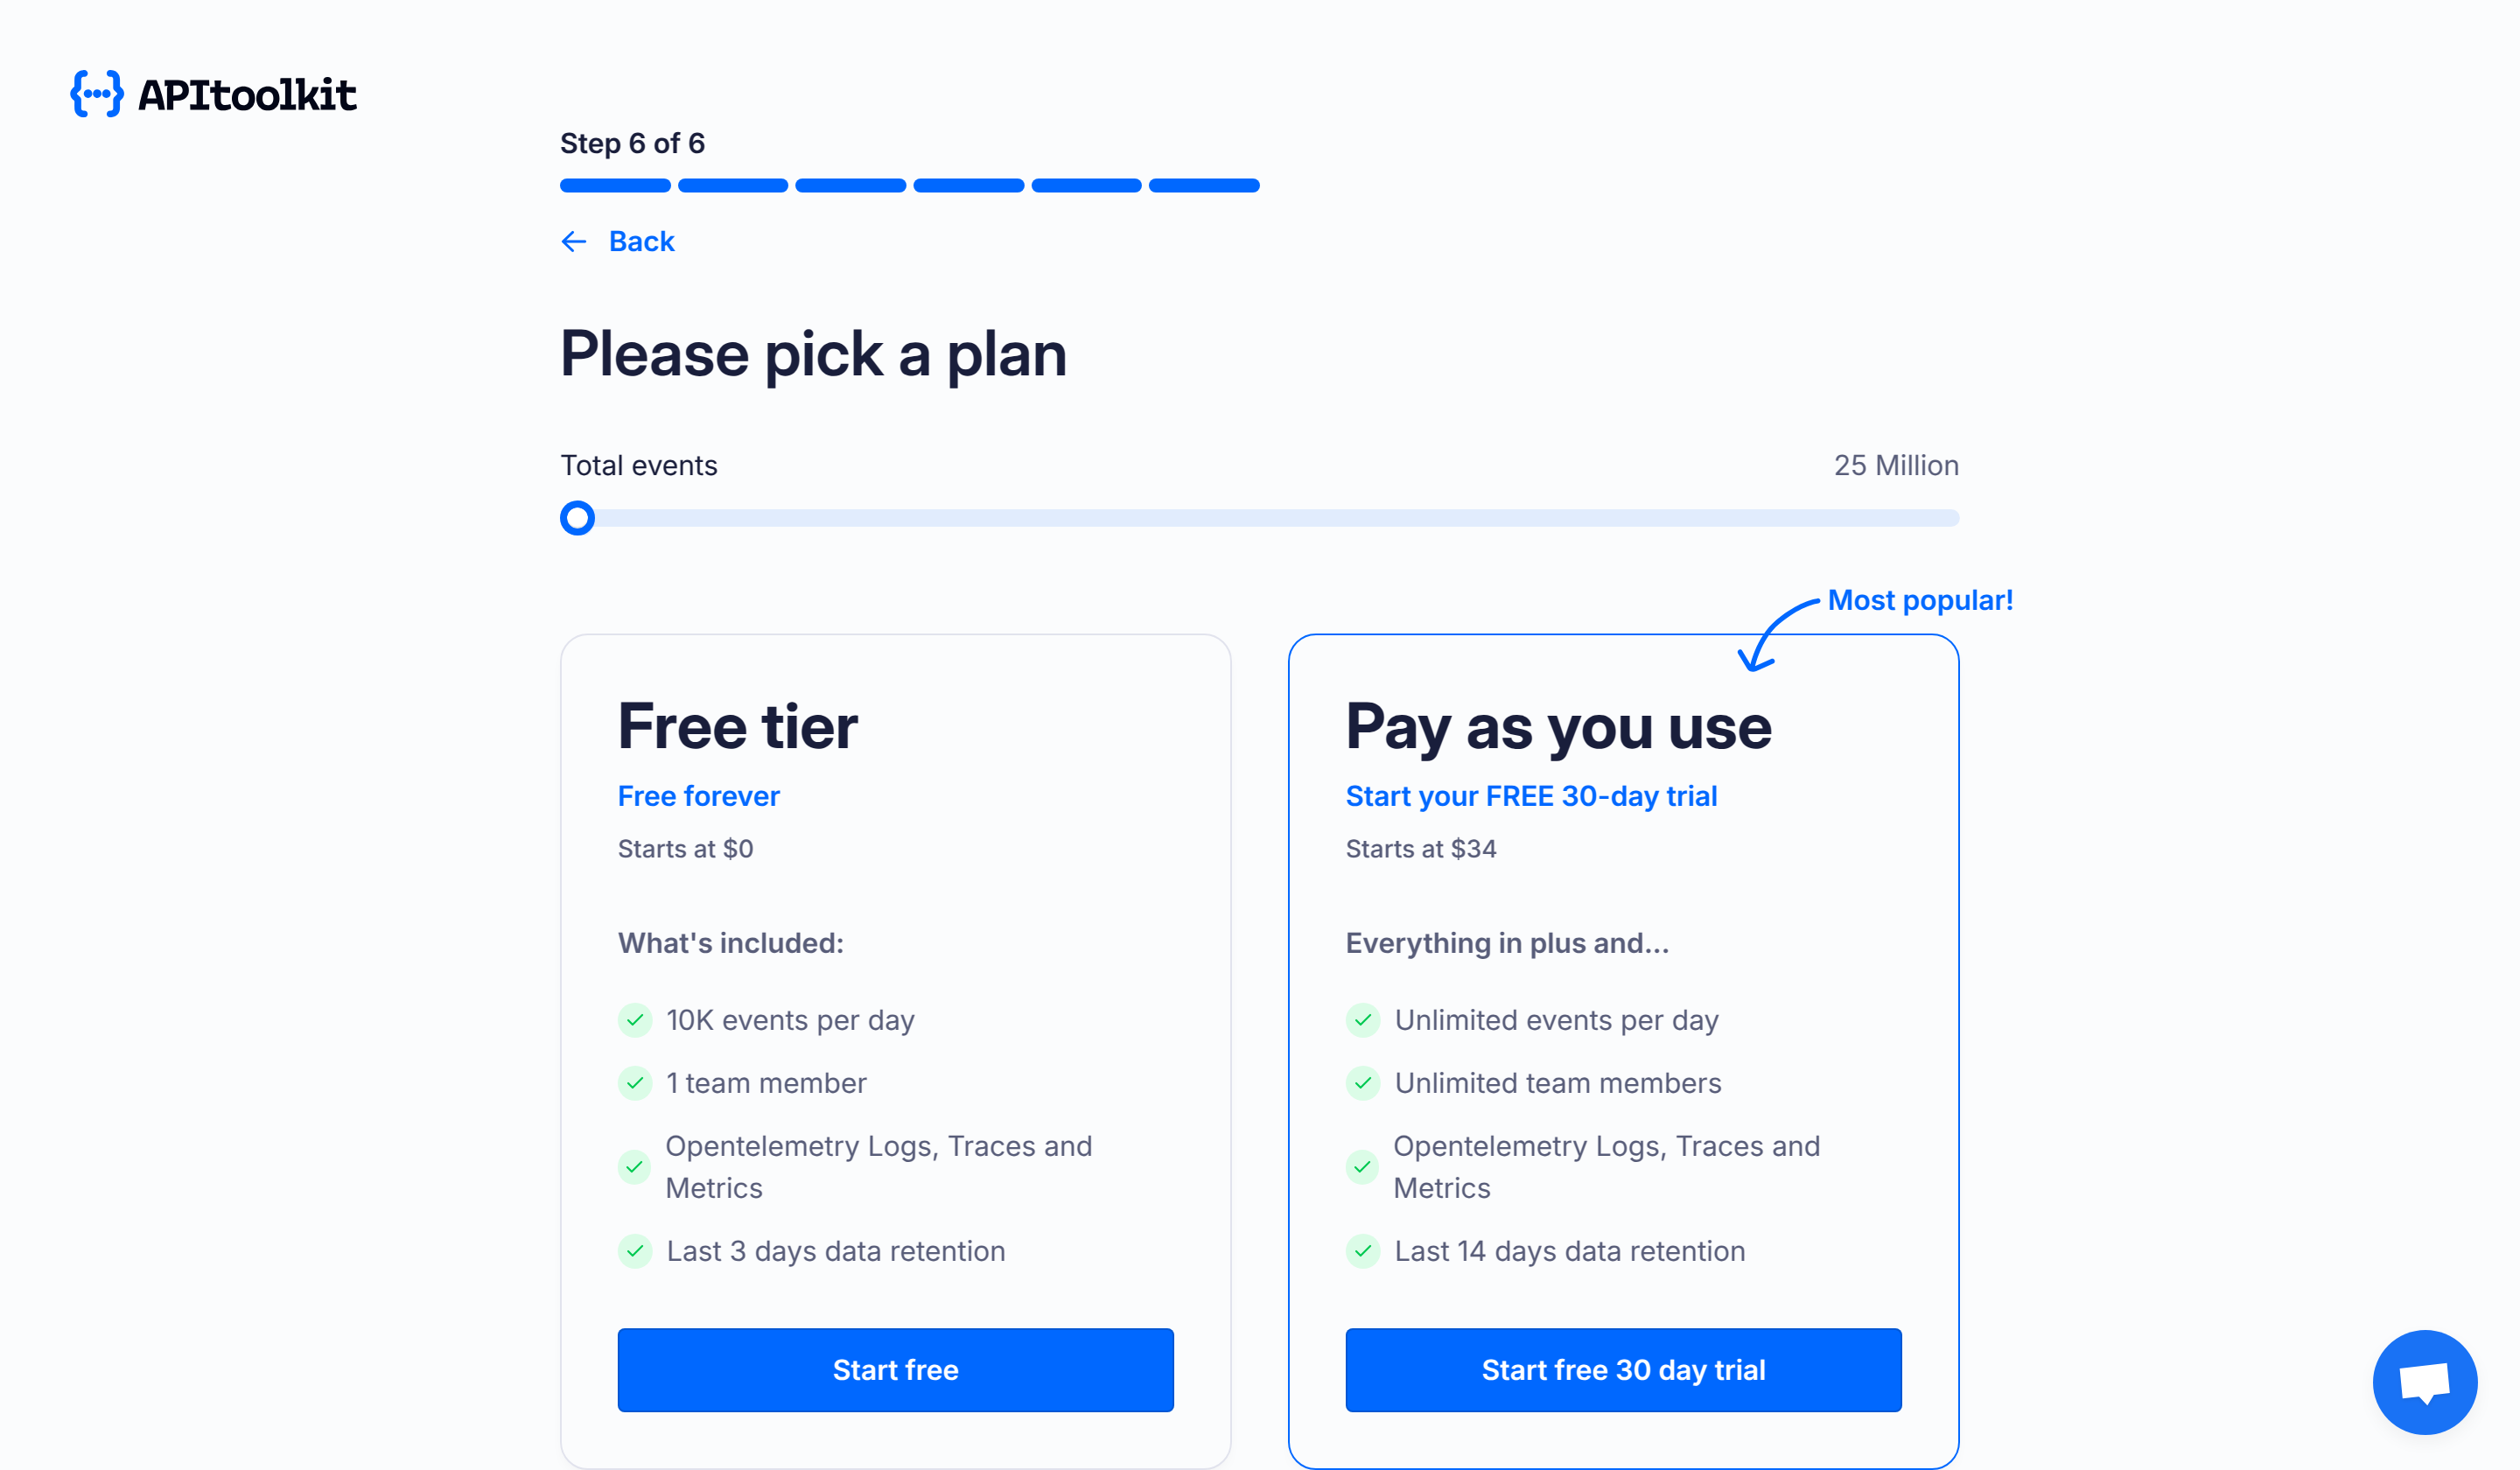 APItoolkit
Step 6 of 6
Back
Please pick a plan
Total events
25 Million
Most popular!
Free tier
Free forever
Starts at $0
What's included:
10K events per day
1 team member
Opentelemetry Logs, Traces and
Metrics
Last 3 days data retention
Start free
Pay as you use
Start your FREE 30-day trial
Starts at $34
Everything in plus and...
Unlimited events per day
Unlimited team members
Opentelemetry Logs, Traces and
Metrics
Last 14 days data retention
Start free 30 day trial